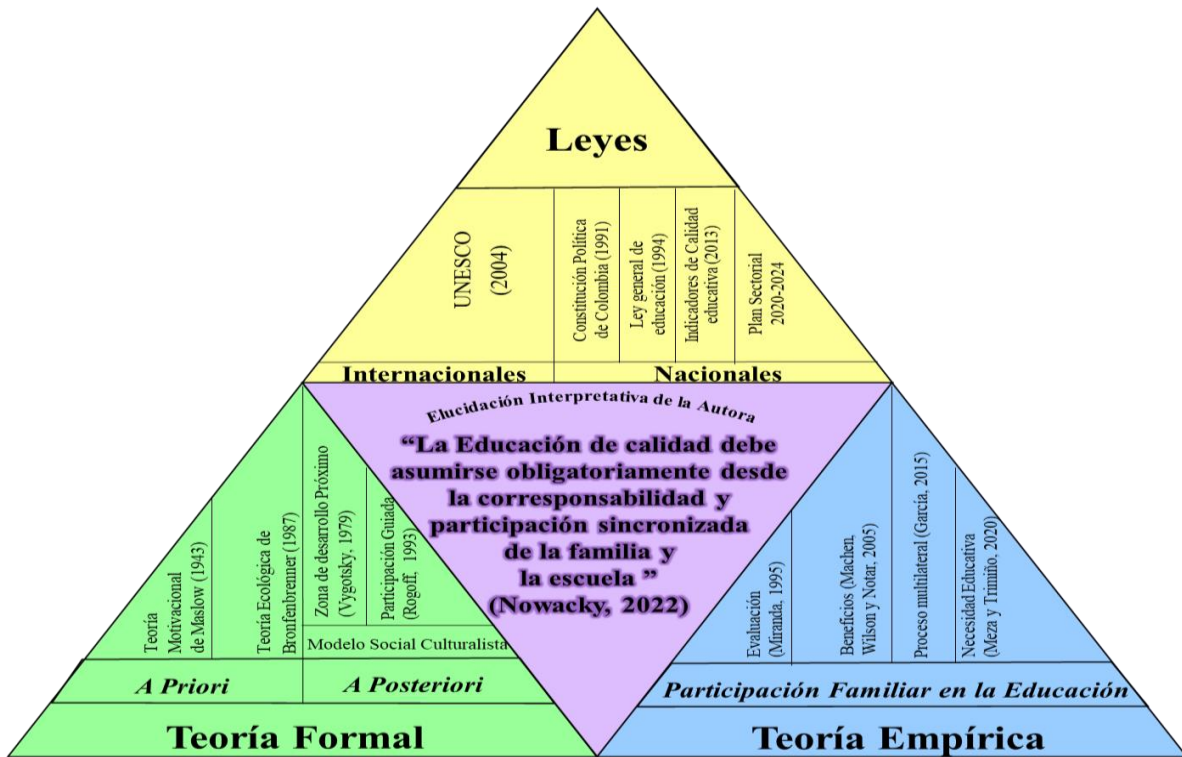 Leyes
UNESCO
(2004)
Constitución Política
de Colombia (1991)
Ley general de
educación (1994)
Indicadores de Calidad
educativa (2013)
Plan Sectorial
2020-2024
Internacionales
Nacionales
Elucidación Interpretativa de la Autora
“La Educación de calidad debe
asumirse obligatoriamente desde
la corresponsabilidad y
participación sincronizada
de la familia y
la escuela ”
(Nowacky, 2022)
Teoría
Motivacional
de Maslow (1943)
Teoría Ecológica de
Bronfenbrenner (1987)
Zona de desarrollo Próximo
(Vygotsky, 1979)
Participación Guiada
(Rogoff, 1993)
Modelo Social Culturalista
A Priori
A Posteriori
Teoría Formal
Evaluación
(Miranda, 1995)
Beneficios (Machen,
Wilson y Notar, 2005)
Proceso multilateral (García, 2015)
Necesidad Educativa
(Meza y Trimiño, 2020)
Participación Familiar en la Educación
Teoría Empírica